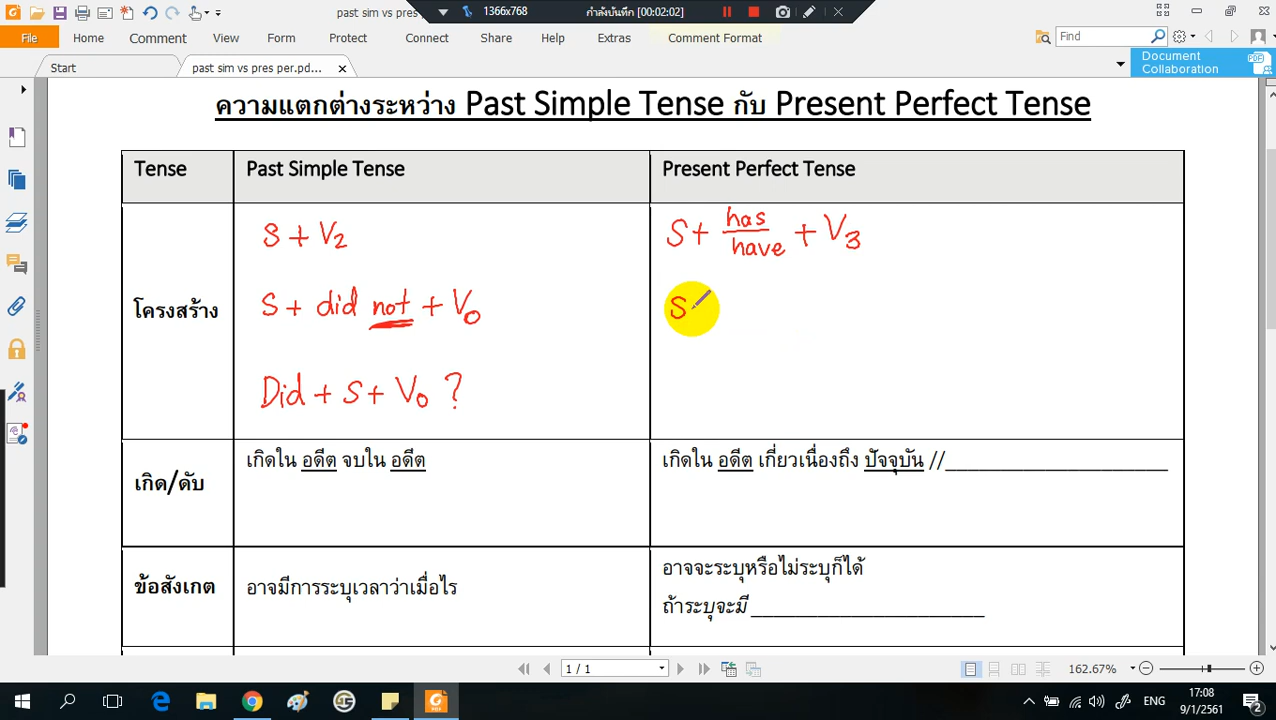 past sim vs pres
1366x768
กำลังบันทึก [00:02:02]
File
Home
Comment
View
Form
Protect
Connect
Share
Help
Extras
Comment Format
Find
Start
past sim vs pres per.pd...
Document
Collaboration
PDF
ความแตกต่างระหว่าง Past Simple Tense กับ Present Perfect Tense
Tense
Past Simple Tense
Present Perfect Tense
โครงสร้าง
S + V2
S + did not + V0
Did + S + V0 ?
S + has/have + V3
S
เกิด/ดับ
เกิดใน อดีต จบใน อดีต
เกิดใน อดีต เกี่ยวเนื่องถึง ปัจจุบัน //____________________
ข้อสังเกต
อาจมีการระบุเวลาว่าเมื่อไร
อาจจะระบุหรือไม่ระบุก็ได้
ถ้าระบุจะมี _____________________
1 / 1
162.67%
ENG
17:08
9/1/2561
2